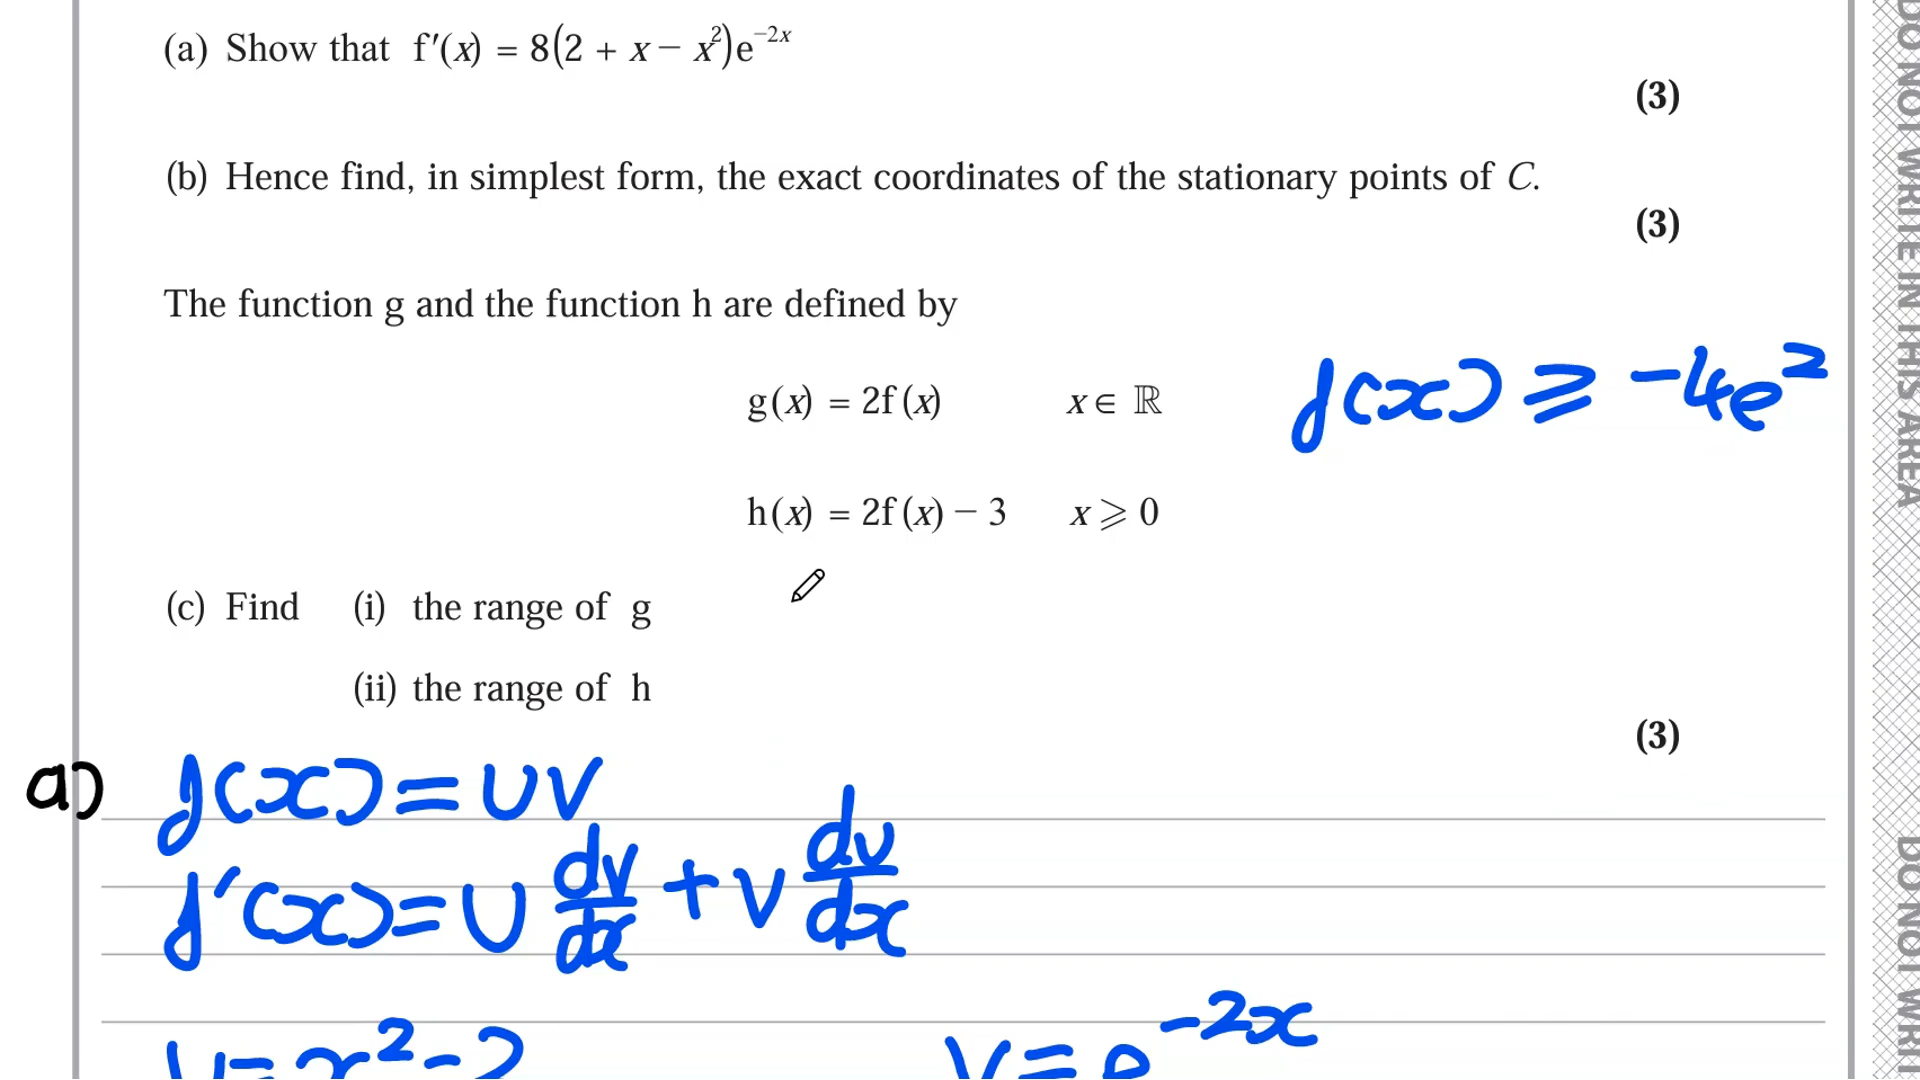 (a) Show that f′(x) = 8(2 + x − x²)e⁻²ˣ
(3)
(b) Hence find, in simplest form, the exact coordinates of the stationary points of C.
(3)
The function g and the function h are defined by
g(x) = 2f(x) x ∈ ℝ
f(x) ⩾ −4e²
h(x) = 2f(x) − 3 x ⩾ 0
(c) Find (i) the range of g
(ii) the range of h
(3)
a) f(x) = uv
f′(x) = u dv/dx + v du/dx
u = x² − 2 v = e⁻²ˣ
DO NOT WRITE IN THIS AREA
DO NOT WRI